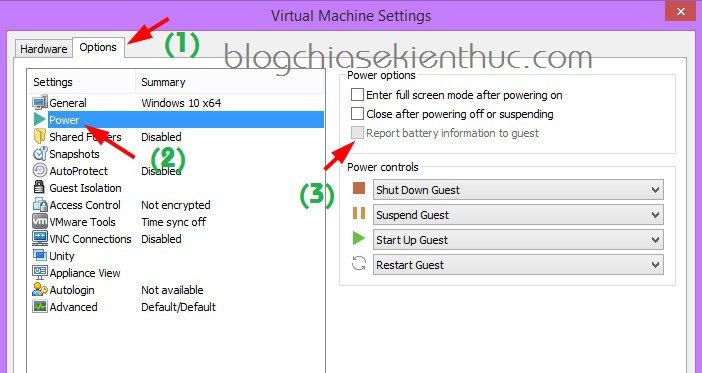 Virtual Machine Settings
Hardware Options
(1)
blogchiasekienthuc.com
Settings Summary
General Windows 10 x64
Power
Shared Folders Disabled
(2)
Snapshots
AutoProtect Disabled
Guest Isolation
Access Control Not encrypted
VMware Tools Time sync off
VNC Connections Disabled
Unity
Appliance View
Autologin Not available
Advanced Default/Default
Power options
Enter full screen mode after powering on
Close after powering off or suspending
Report battery information to guest
(3)
Power controls
Shut Down Guest
Suspend Guest
Start Up Guest
Restart Guest